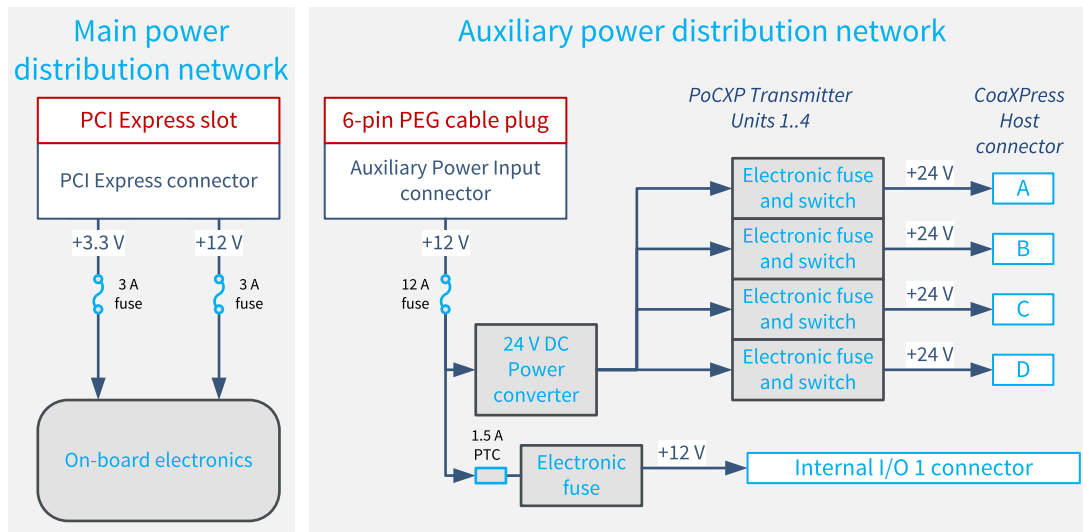 Main power
distribution network
PCI Express slot
PCI Express connector
+3.3 V
+12 V
3 A
fuse
3 A
fuse
On-board electronics
Auxiliary power distribution network
6-pin PEG cable plug
Auxiliary Power Input
connector
+12 V
12 A
fuse
24 V DC
Power
converter
1.5 A
PTC
Electronic
fuse
+12 V
Internal I/O 1 connector
PoCXP Transmitter
Units 1..4
CoaXPress
Host
connector
Electronic fuse
and switch
+24 V
A
Electronic fuse
and switch
+24 V
B
Electronic fuse
and switch
+24 V
C
Electronic fuse
and switch
+24 V
D